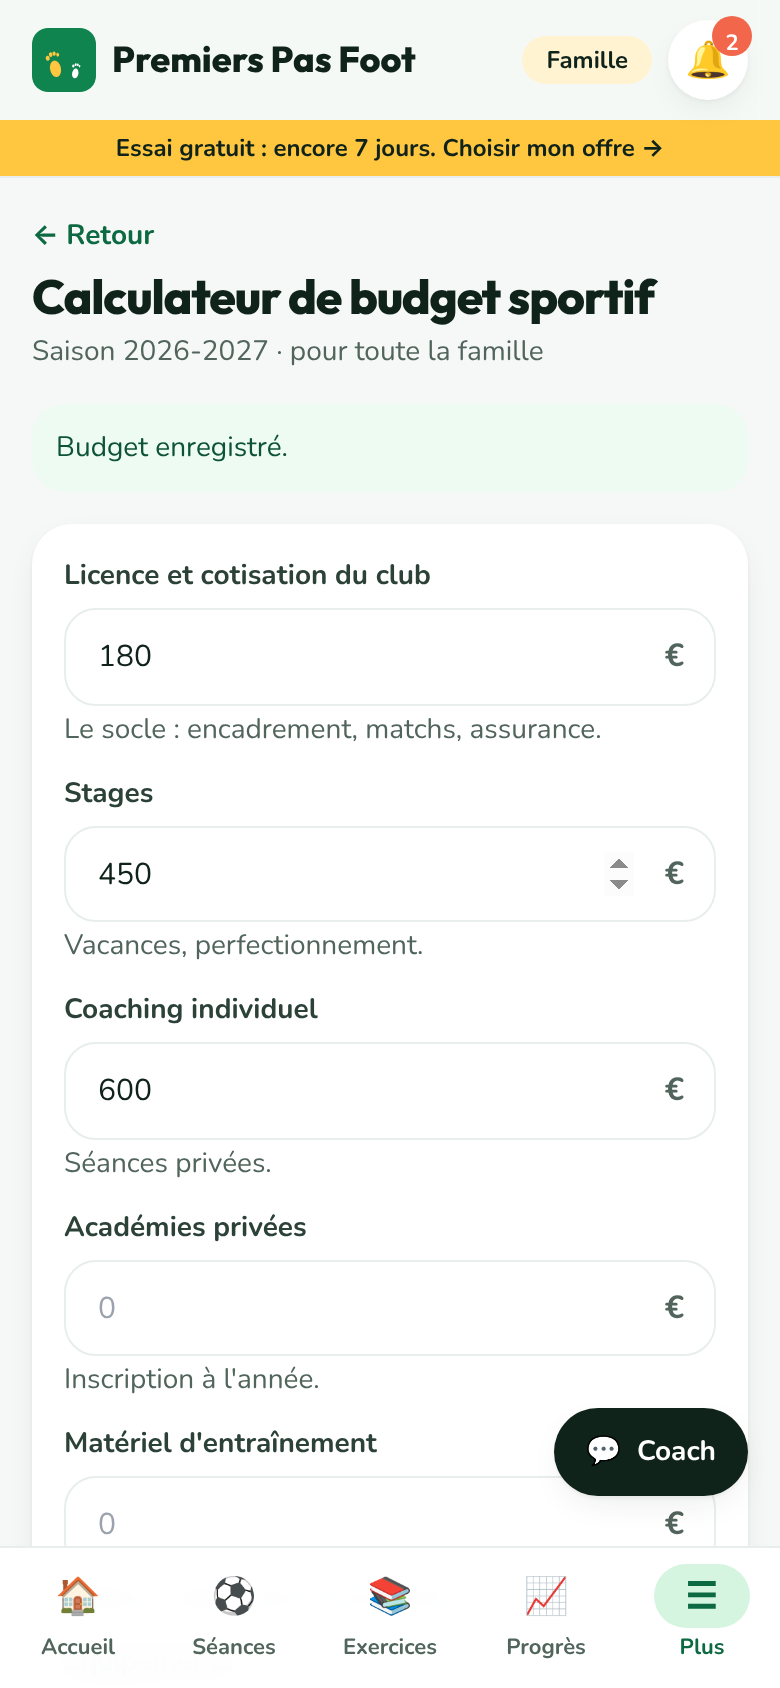 Premiers Pas Foot
Famille
2
Essai gratuit : encore 7 jours. Choisir mon offre →
← Retour
Calculateur de budget sportif
Saison 2026-2027 · pour toute la famille
Budget enregistré.
Licence et cotisation du club
180 €
Le socle : encadrement, matchs, assurance.
Stages
450 €
Vacances, perfectionnement.
Coaching individuel
600 €
Séances privées.
Académies privées
0 €
Inscription à l'année.
Matériel d'entraînement
Coach
0 €
Accueil
Séances
Exercices
Progrès
Plus